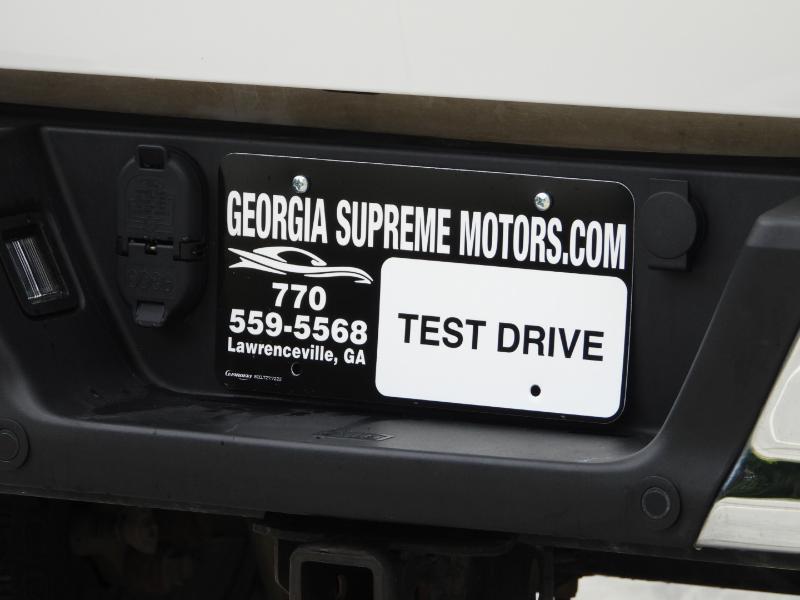 GEORGIA SUPREME MOTORS.COM
770
559-5568
Lawrenceville, GA
TEST DRIVE